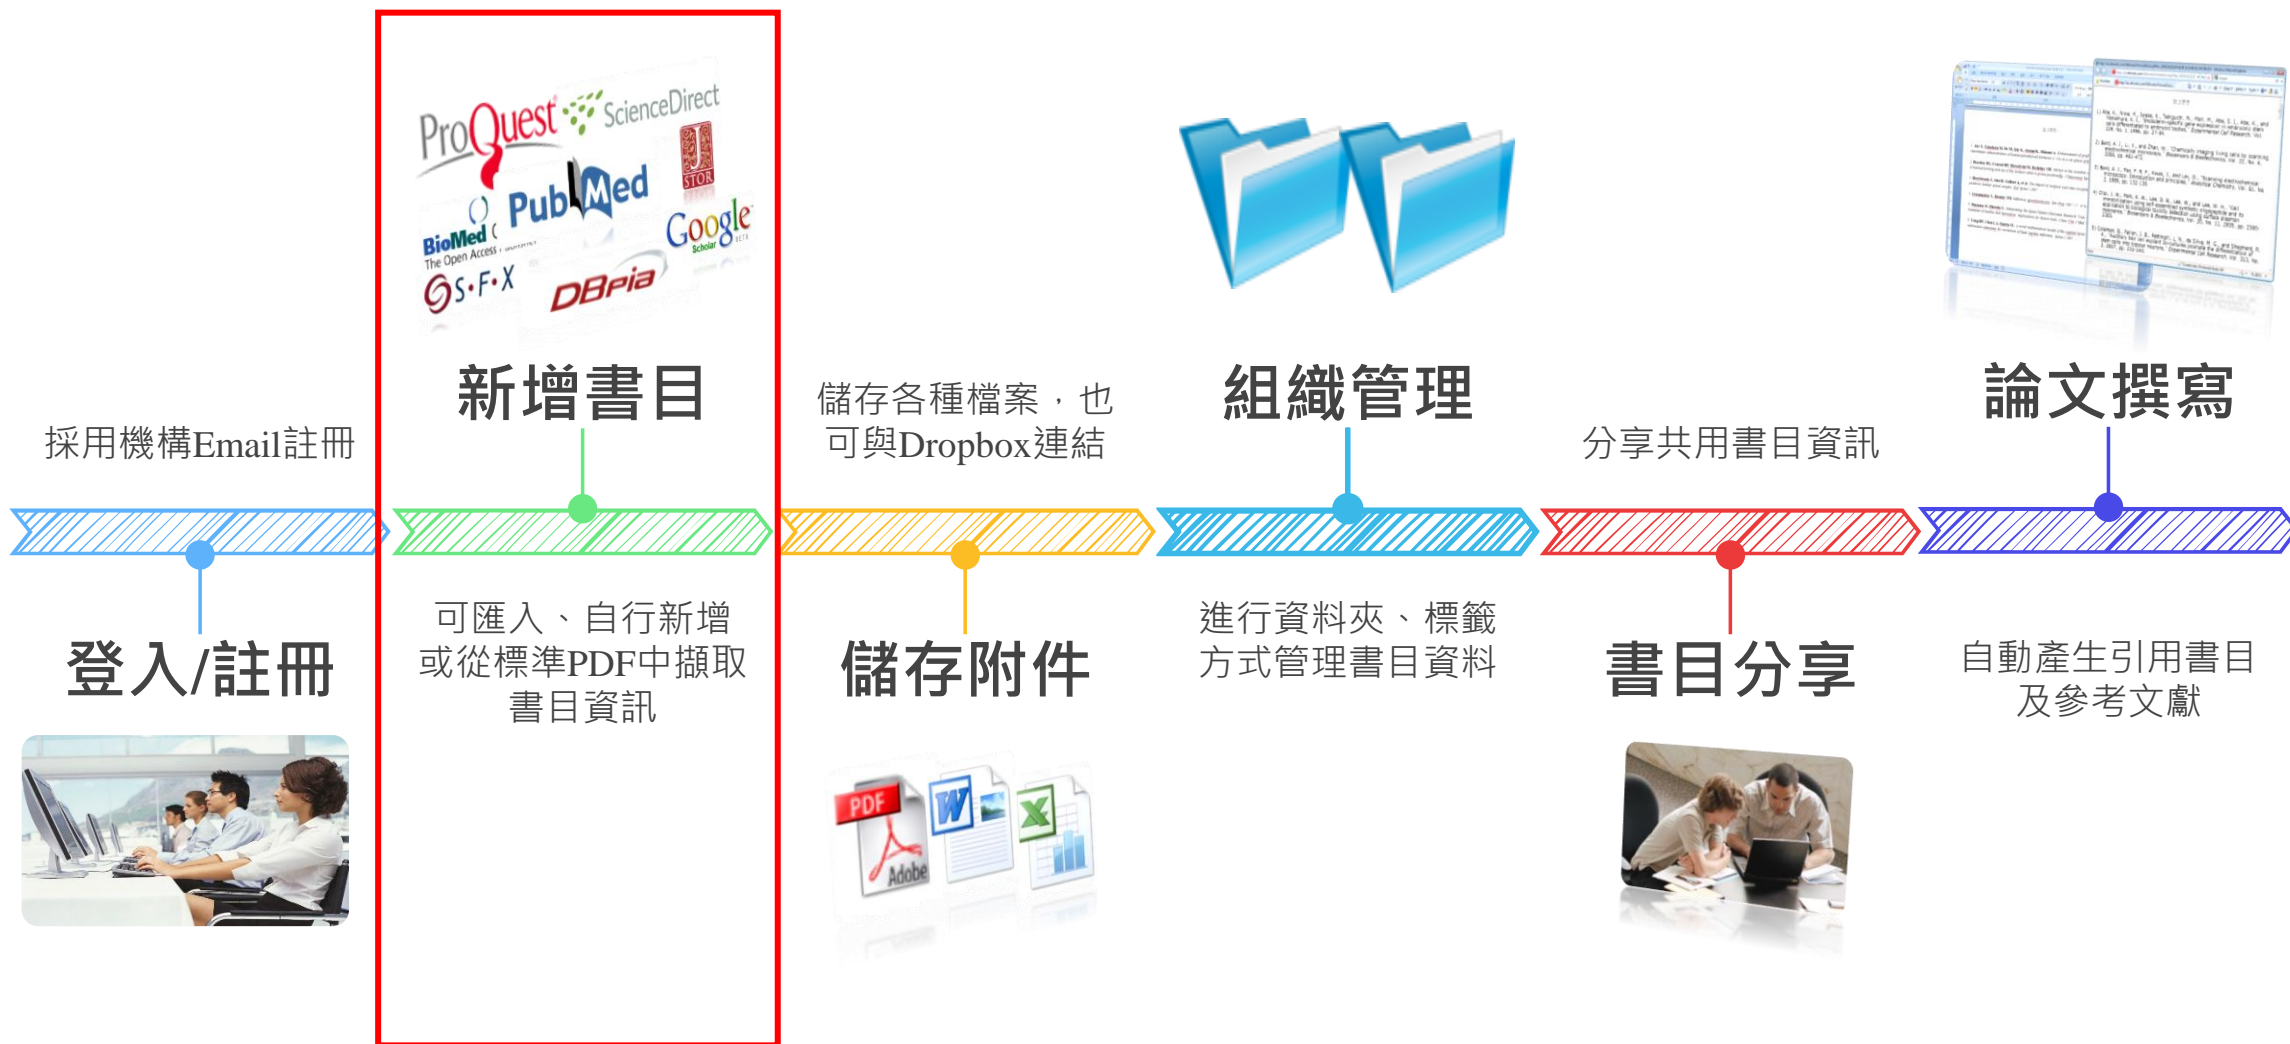 ProQuest
ScienceDirect
JSTOR
PubMed
BioMed
The Open Access
Google
Scholar BETA
S·F·X
DBpia
新增書目
可匯入、自行新增
或從標準PDF中擷取
書目資訊
採用機構Email註冊
登入/註冊
儲存各種檔案，也
可與Dropbox連結
儲存附件
PDF
Adobe
W
X
組織管理
進行資料夾、標籤
方式管理書目資料
分享共用書目資訊
書目分享
論文撰寫
自動產生引用書目
及參考文獻